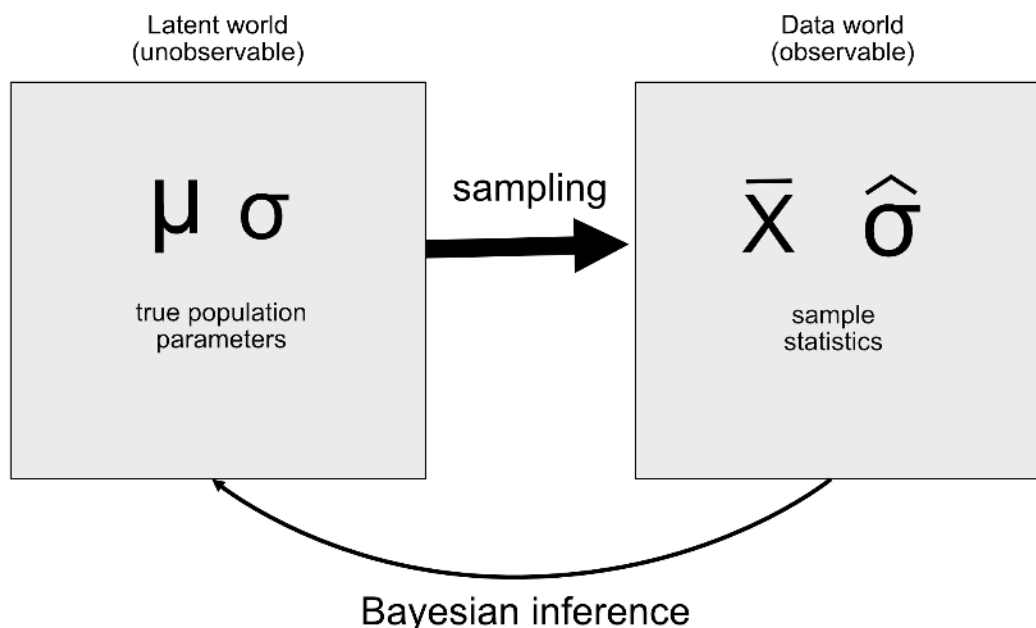 Latent world
(unobservable)
Data world
(observable)
μ σ
true population
parameters
sampling
X̅ σ̂
sample
statistics
Bayesian inference